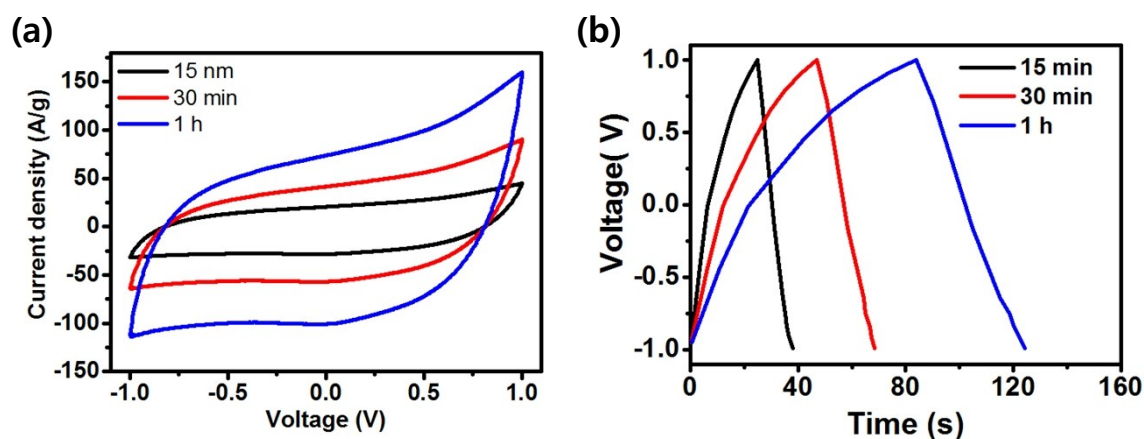 (a)
Current density (A/g)
150
100
50
0
-50
-100
-150
15 nm
30 min
1 h
-1.0
-0.5
0.0
0.5
1.0
Voltage (V)
(b)
Voltage( V)
1.0
0.5
0.0
-0.5
-1.0
15 min
30 min
1 h
0
40
80
120
160
Time (s)